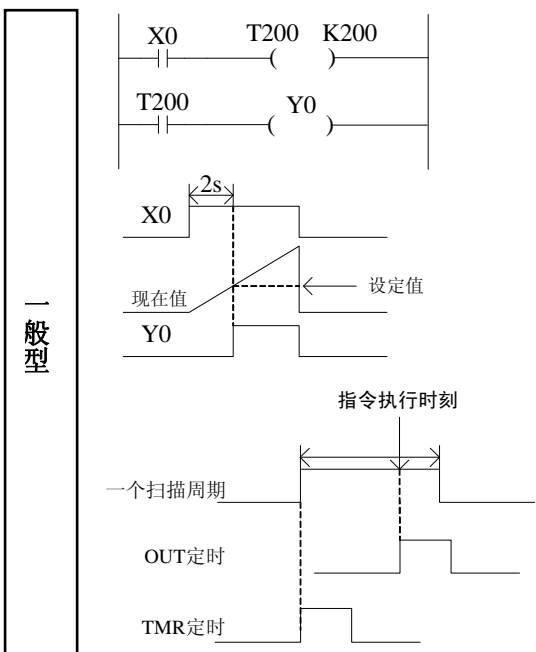 一般型
X0 T200 K200
T200 Y0
2s
X0
现在值 设定值
Y0
指令执行时刻
一个扫描周期
OUT定时
TMR定时